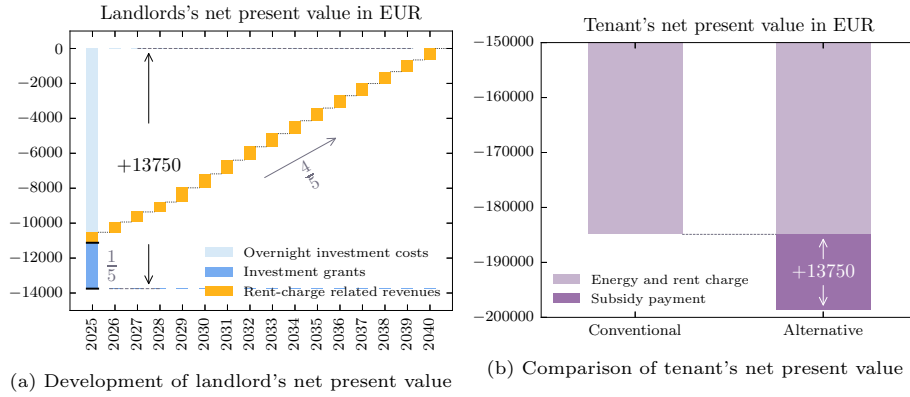 Landlords's net present value in EUR
0
−2000
−4000
−6000
−8000
−10000
−12000
−14000
+13750
4/5
1/5
Overnight investment costs
Investment grants
Rent-charge related revenues
2025 2026 2027 2028 2029 2030 2031 2032 2033 2034 2035 2036 2037 2038 2039 2040
(a) Development of landlord's net present value
Tenant's net present value in EUR
−150000
−160000
−170000
−180000
−190000
−200000
+13750
Energy and rent charge
Subsidy payment
Conventional Alternative
(b) Comparison of tenant's net present value